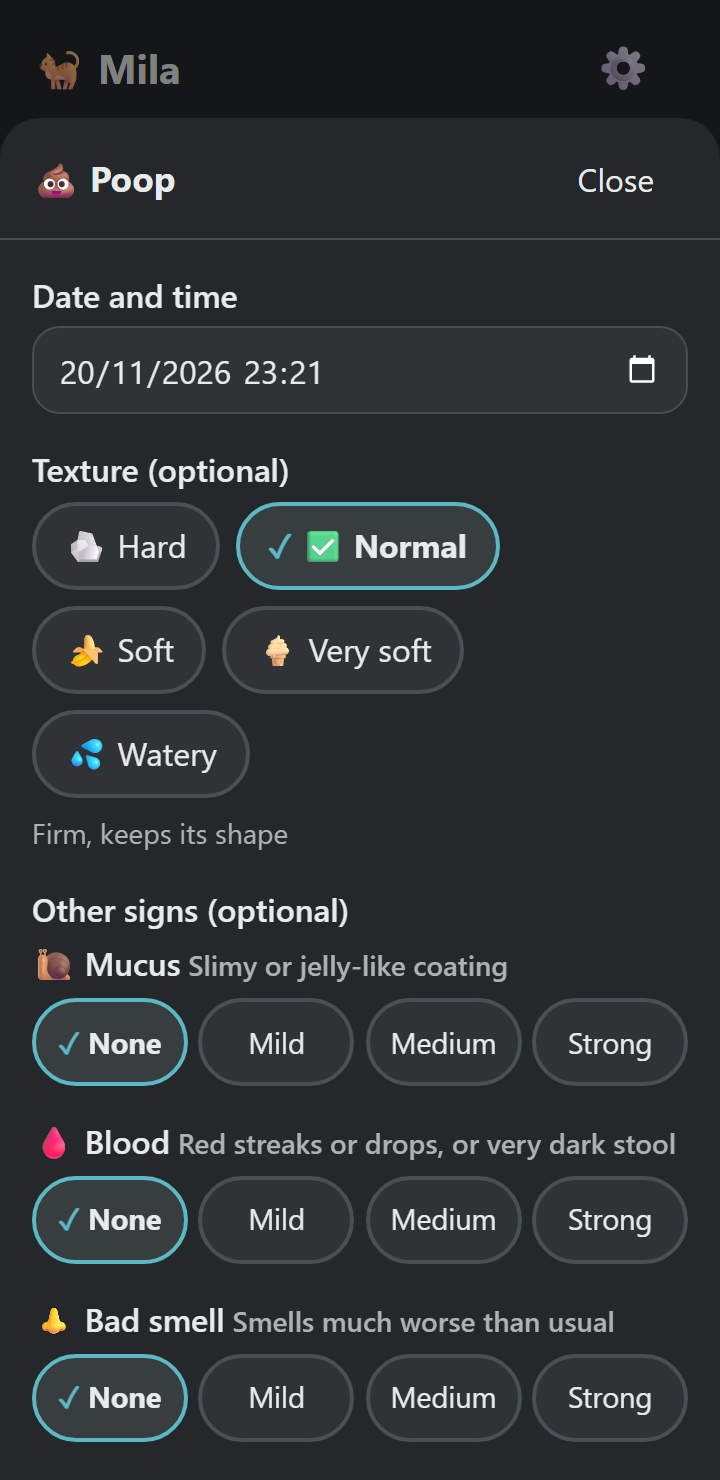 Mila
Poop
Close
Date and time
20/11/2026 23:21
Texture (optional)
Hard
✓ ✅ Normal
Soft
Very soft
Watery
Firm, keeps its shape
Other signs (optional)
Mucus Slimy or jelly-like coating
✓ None Mild Medium Strong
Blood Red streaks or drops, or very dark stool
✓ None Mild Medium Strong
Bad smell Smells much worse than usual
✓ None Mild Medium Strong